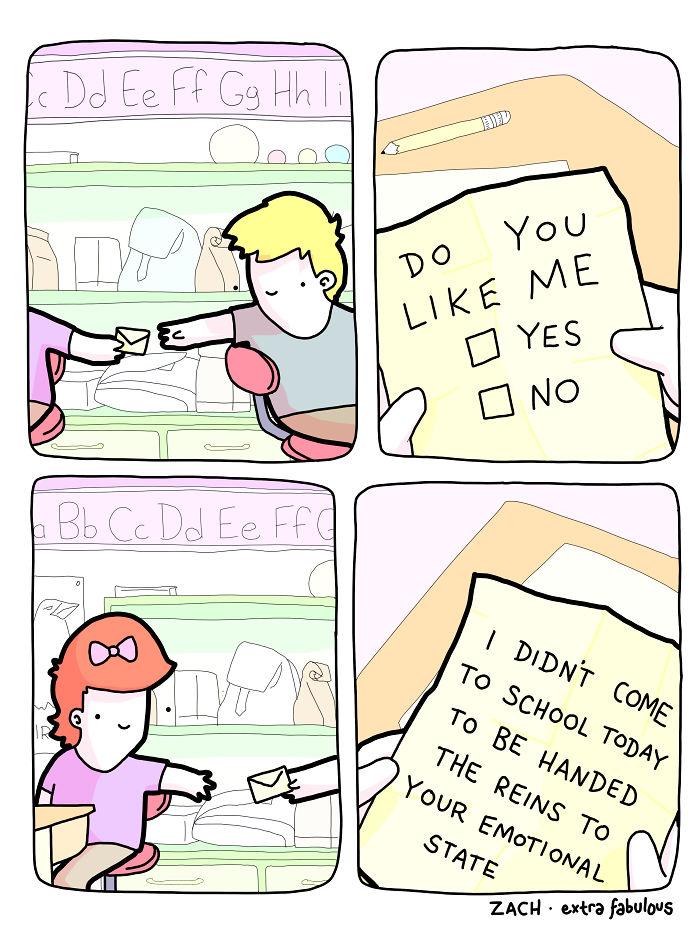 Cc Dd Ee Ff Gg Hh Ii
DO YOU
LIKE ME
YES
NO
a Bb Cc Dd Ee Ff G
I DIDN'T COME
TO SCHOOL TODAY
TO BE HANDED
THE REINS TO
YOUR EMOTIONAL
STATE
ZACH · extra fabulous